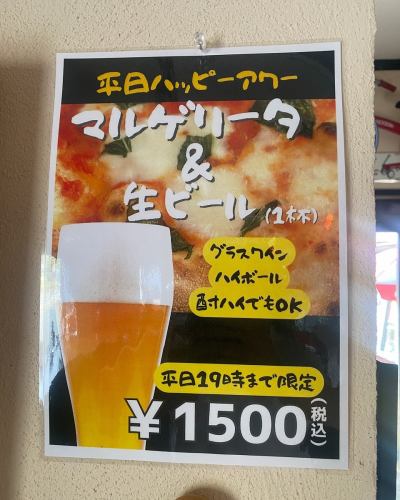 平日ハッピーアワー
マルゲリータ
&
生ビール(1杯)
グラスワイン
ハイボール
酎ハイでもOK
平日19時まで限定
¥1500(税込)